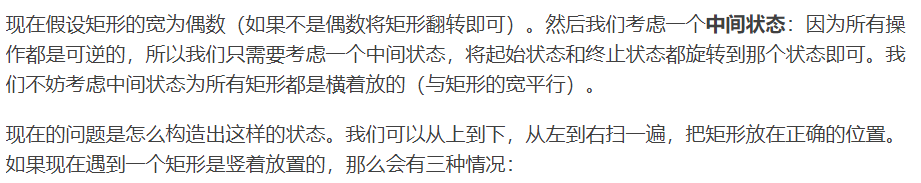 现在假设矩形的宽为偶数（如果不是偶数将矩形翻转即可）。然后我们考虑一个中间状态：因为所有操
作都是可逆的，所以我们只需要考虑一个中间状态，将起始状态和终止状态都旋转到那个状态即可。我
们不妨考虑中间状态为所有矩形都是横着放的（与矩形的宽平行）。
现在的问题是怎么构造出这样的状态。我们可以从上到下，从左到右扫一遍，把矩形放在正确的位置。
如果现在遇到一个矩形是竖着放置的，那么会有三种情况：